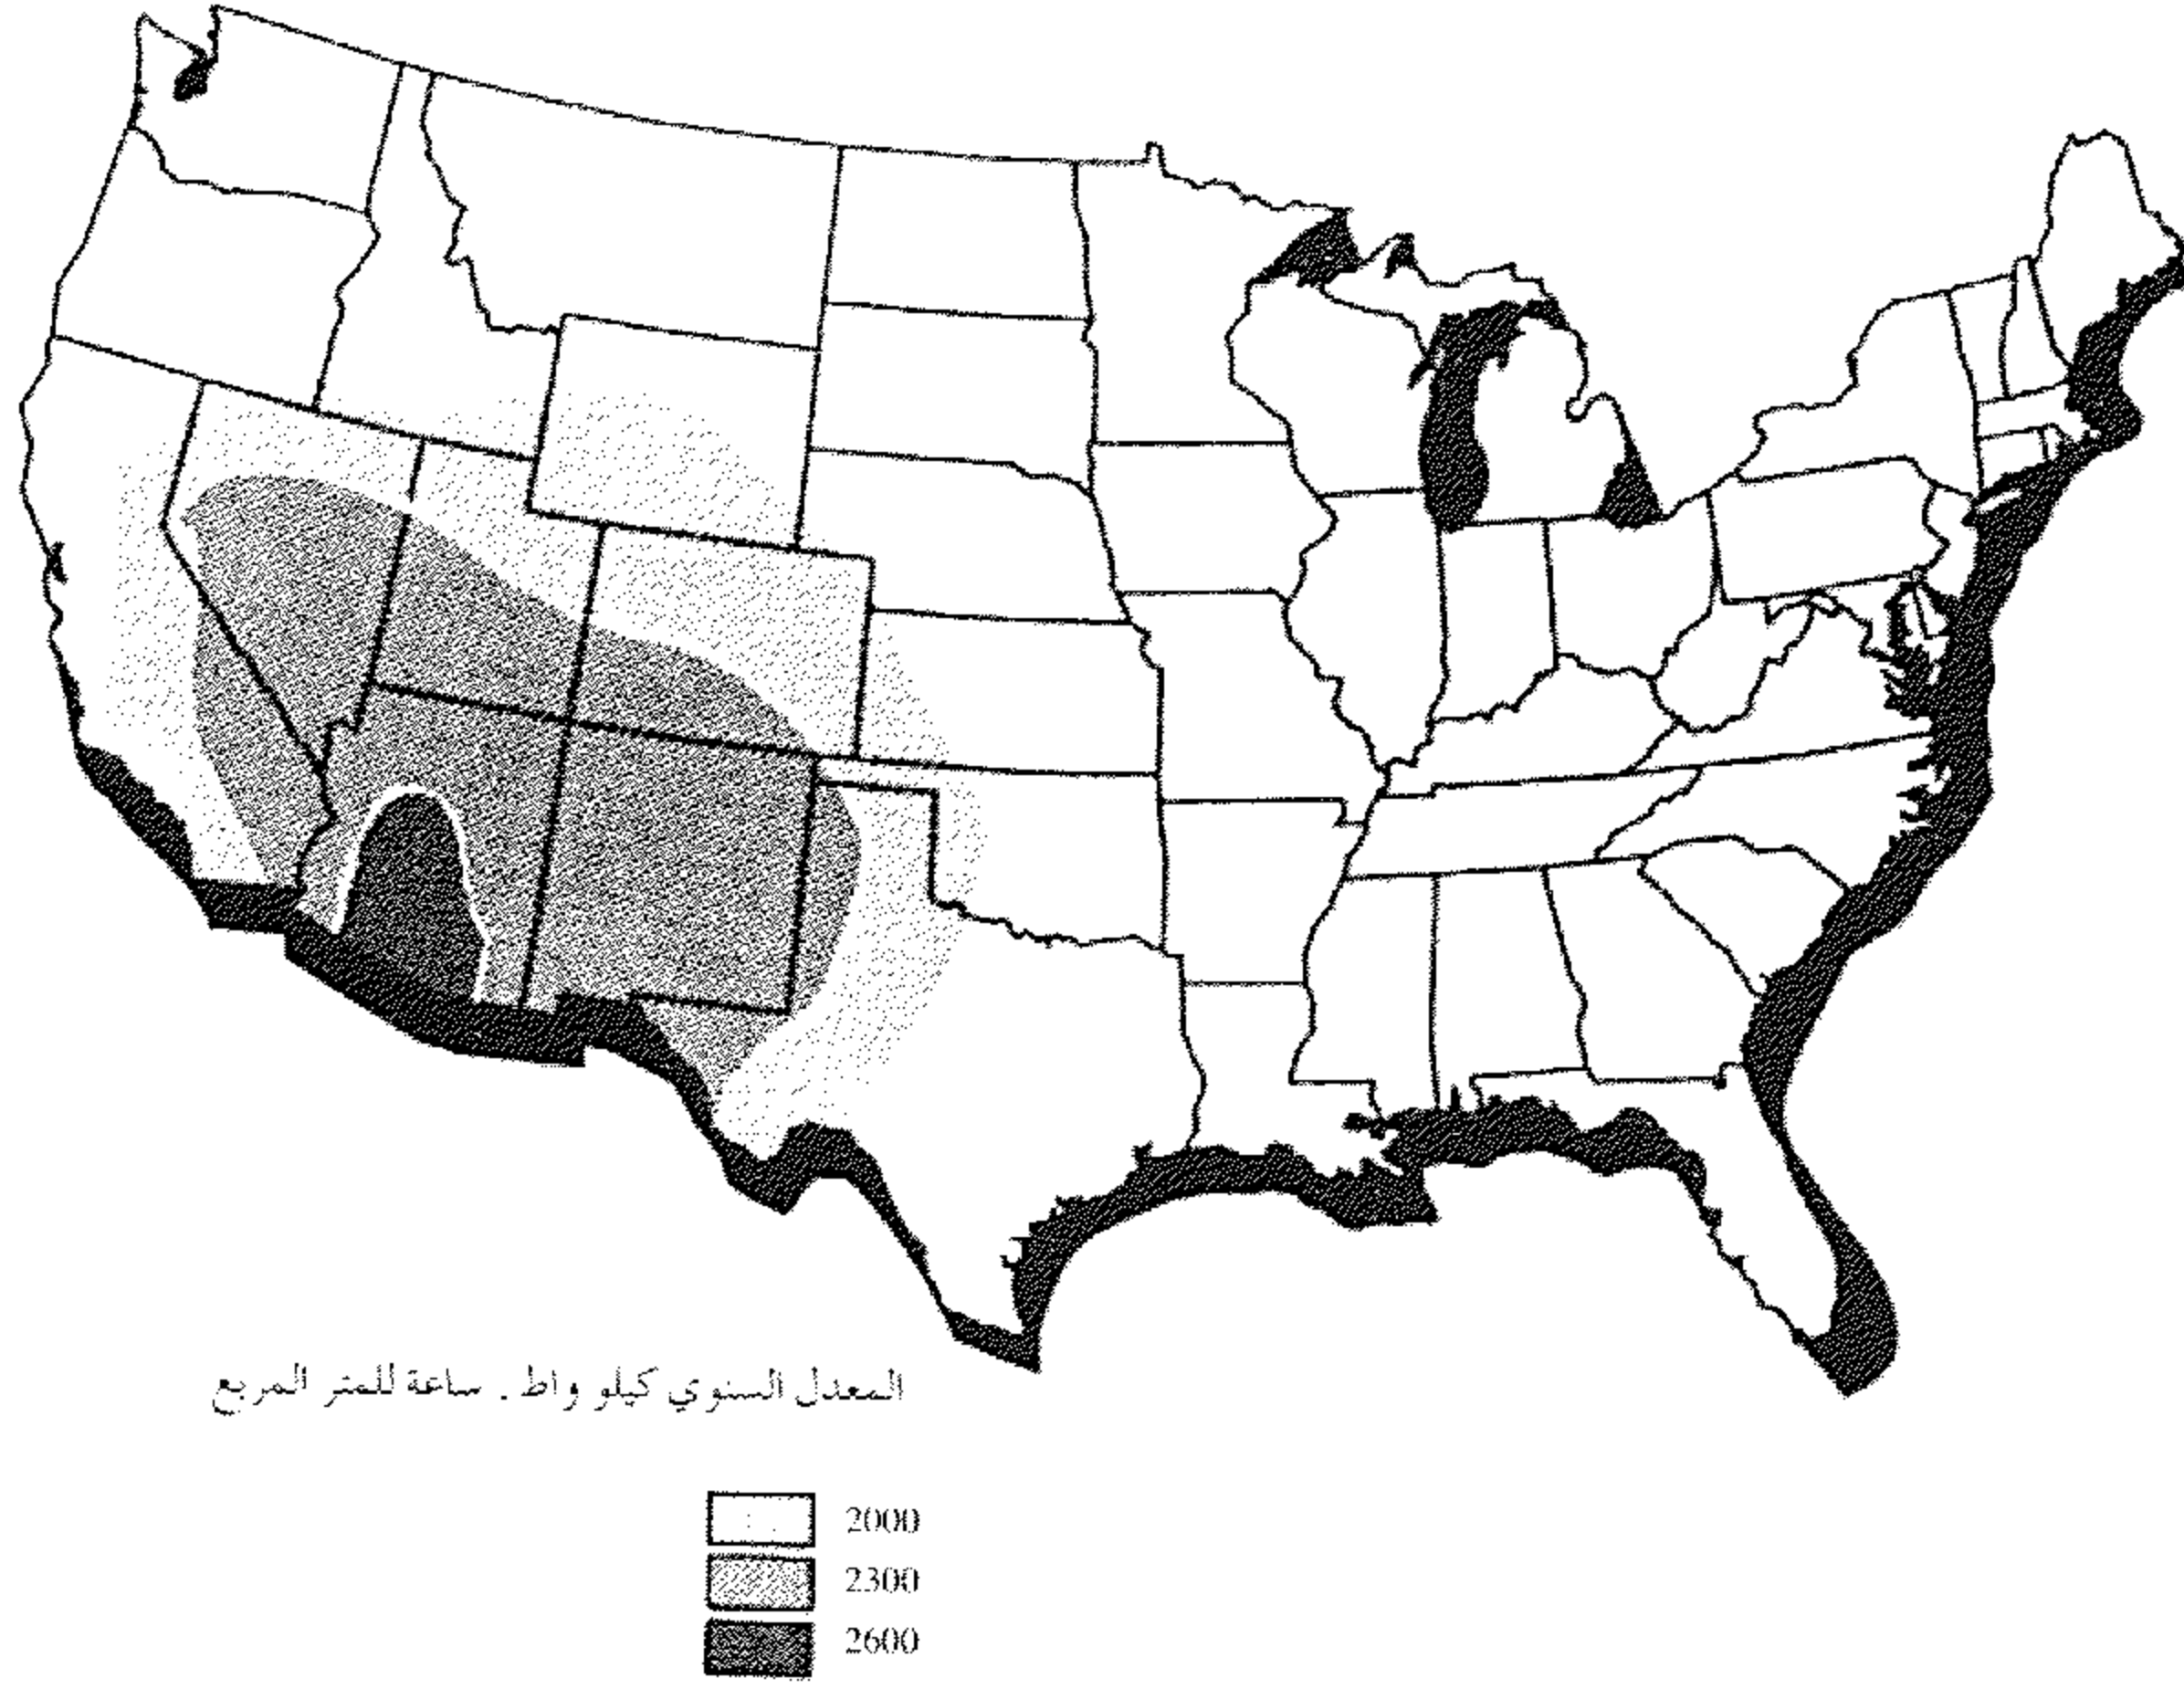 المعدل السنوي كيلو واط . ساعة للمتر المربع
2000
2300
2600